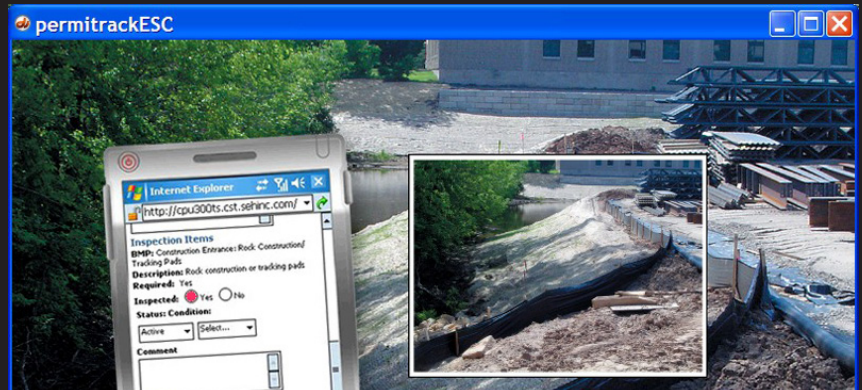 permitrackESC
Internet Explorer
http://cpu300ts.cst.sehinc.com/
Inspection Items
BMP: Construction Entrance: Rock Construction/
Tracking Pads
Description: Rock construction or tracking pads
Required: Yes
Inspected: Yes No
Status: Condition:
Active Select...
Comment